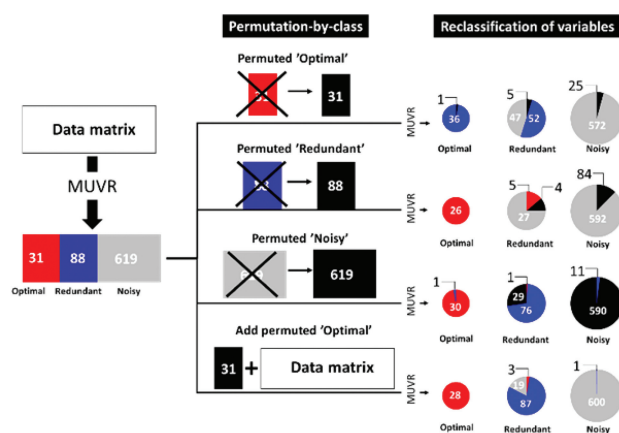 Permutation-by-class
Reclassification of variables
Permuted 'Optimal'
31
MUVR
1
36
Optimal
5
47 52
Redundant
25
572
Noisy
Data matrix
MUVR
31 88 619
Optimal Redundant Noisy
Permuted 'Redundant'
88
MUVR
26
Optimal
5 4
27
Redundant
84
592
Noisy
Permuted 'Noisy'
619
MUVR
1
30
Optimal
1
29
76
Redundant
11
590
Noisy
Add permuted 'Optimal'
31 + Data matrix
MUVR
28
Optimal
3
19
87
Redundant
1
600
Noisy